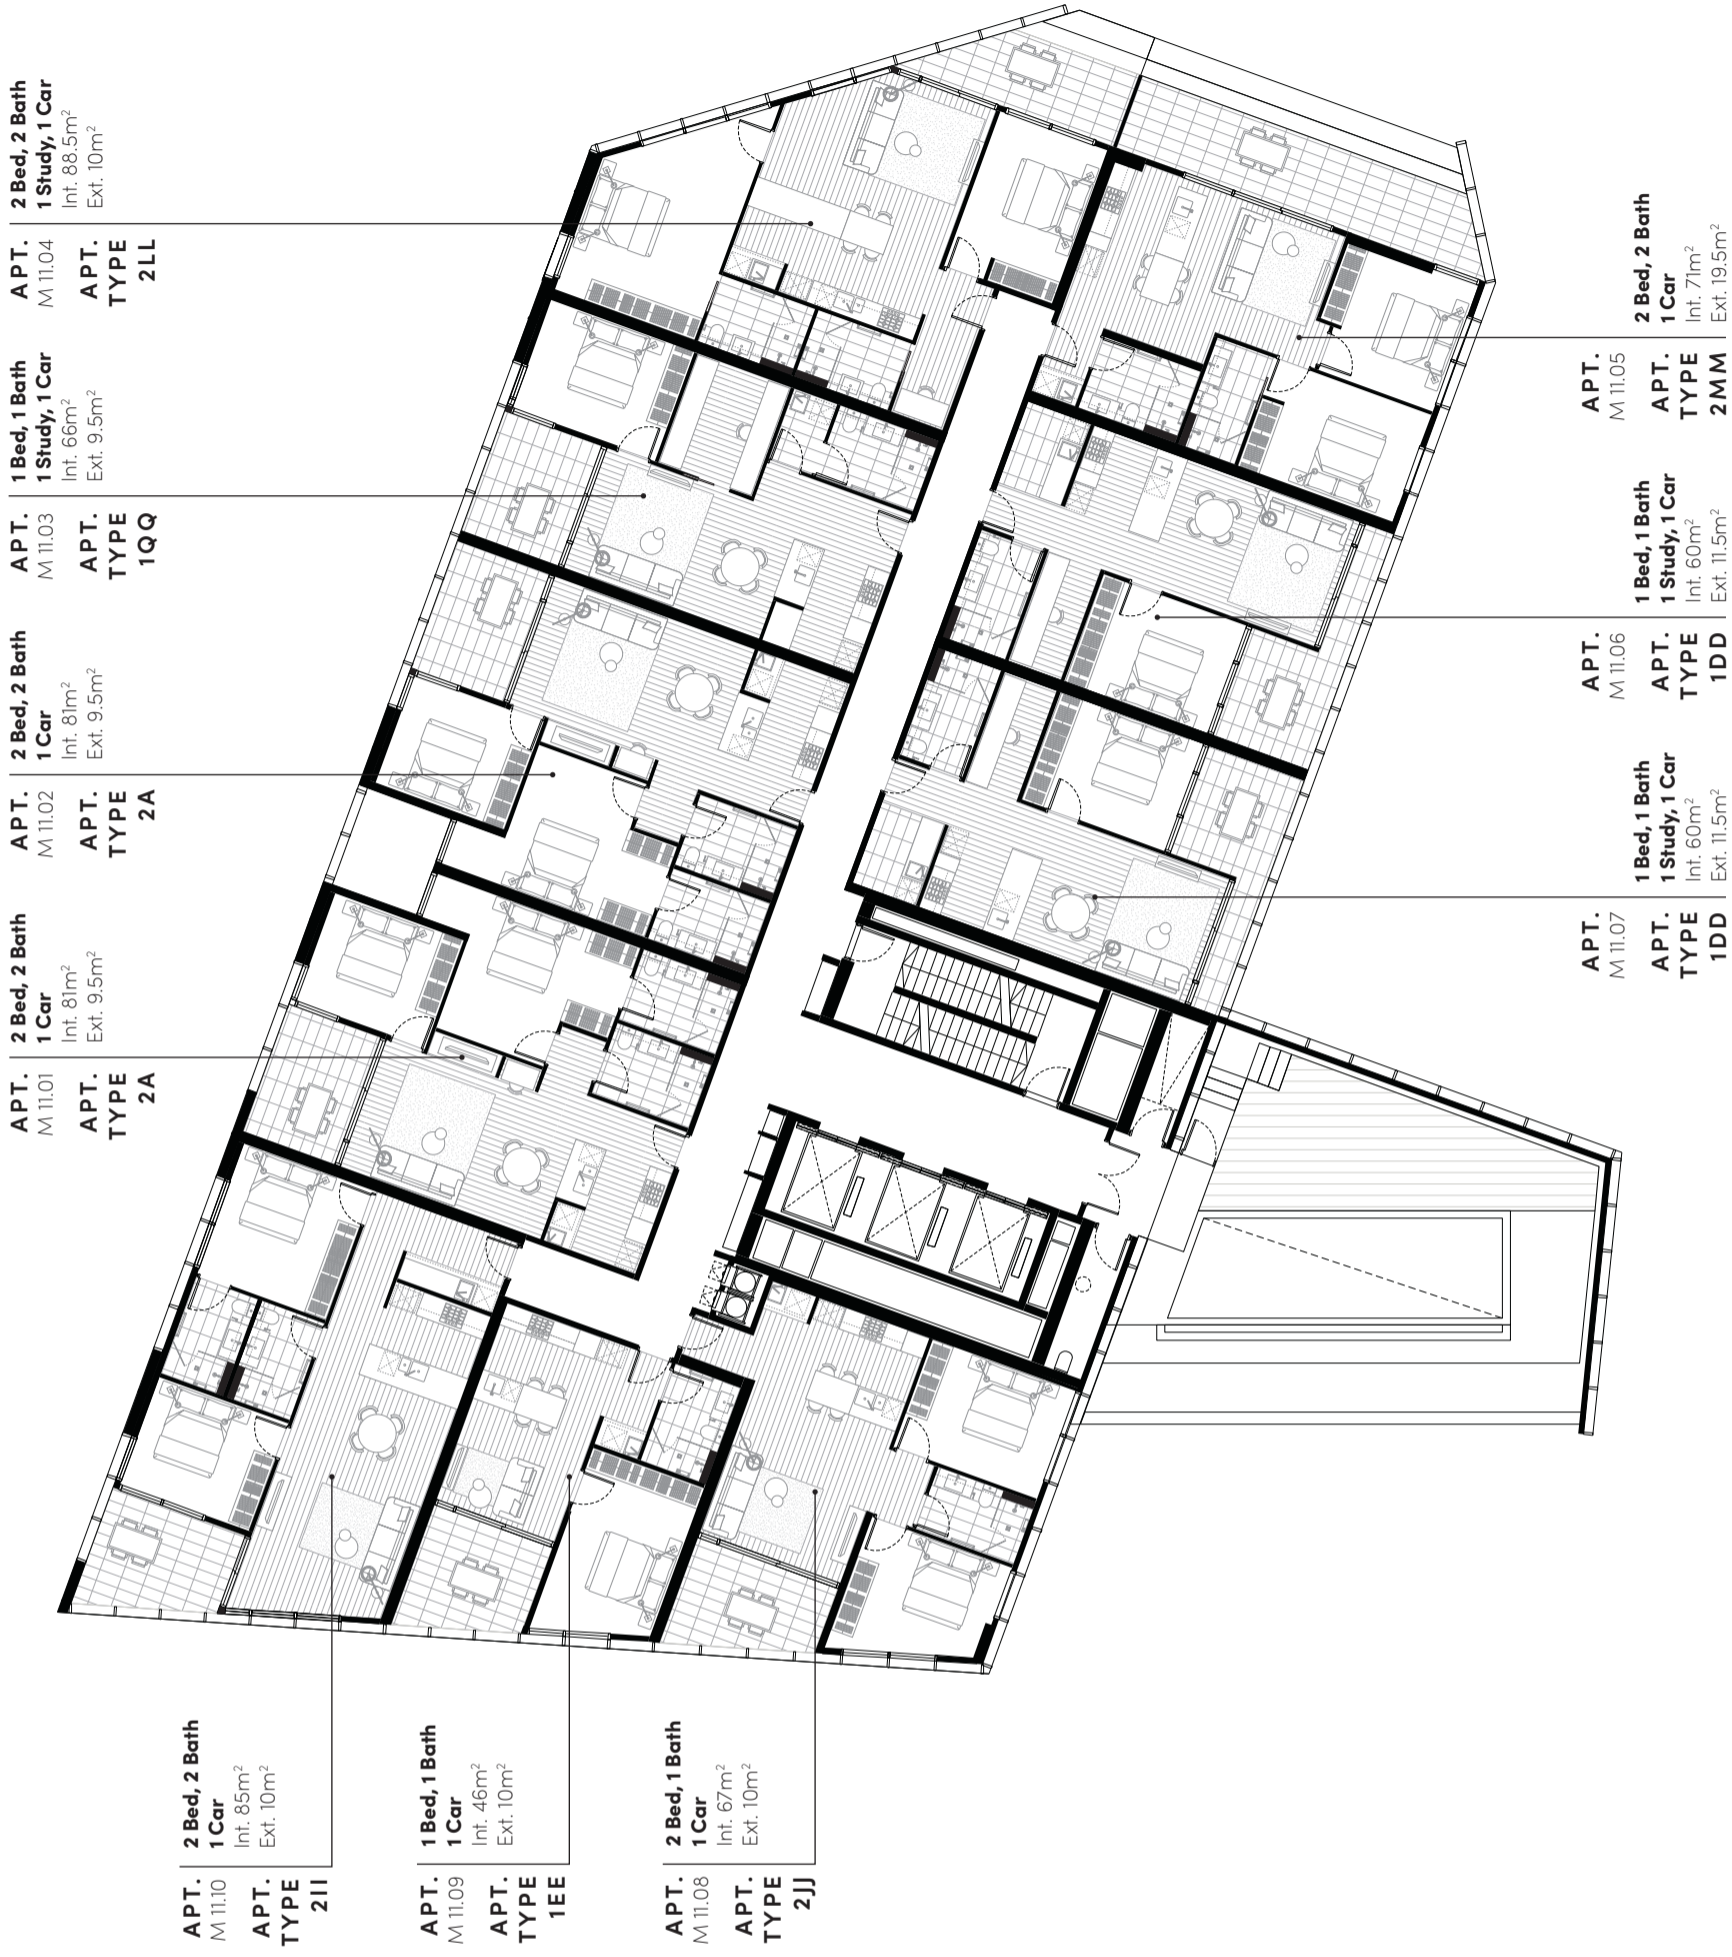 APT.
M 11.01
APT.
TYPE
2A
2 Bed, 2 Bath
1 Car
Int. 81m²
Ext. 9.5m²
APT.
M 11.02
APT.
TYPE
2A
2 Bed, 2 Bath
1 Car
Int. 81m²
Ext. 9.5m²
APT.
M 11.03
APT.
TYPE
1QQ
1 Bed, 1 Bath
1 Study, 1 Car
Int. 66m²
Ext. 9.5m²
APT.
M 11.04
APT.
TYPE
2LL
2 Bed, 2 Bath
1 Study, 1 Car
Int. 88.5m²
Ext. 10m²
APT.
M 11.10
APT.
TYPE
2II
2 Bed, 2 Bath
1 Car
Int. 85m²
Ext. 10m²
APT.
M 11.09
APT.
TYPE
1EE
1 Bed, 1 Bath
1 Car
Int. 46m²
Ext. 10m²
APT.
M 11.08
APT.
TYPE
2JJ
2 Bed, 1 Bath
1 Car
Int. 67m²
Ext. 10m²
APT.
M 11.07
APT.
TYPE
1DD
1 Bed, 1 Bath
1 Study, 1 Car
Int. 60m²
Ext. 11.5m²
APT.
M 11.06
APT.
TYPE
1DD
1 Bed, 1 Bath
1 Study, 1 Car
Int. 60m²
Ext. 11.5m²
APT.
M 11.05
APT.
TYPE
2MM
2 Bed, 2 Bath
1 Car
Int. 71m²
Ext. 19.5m²